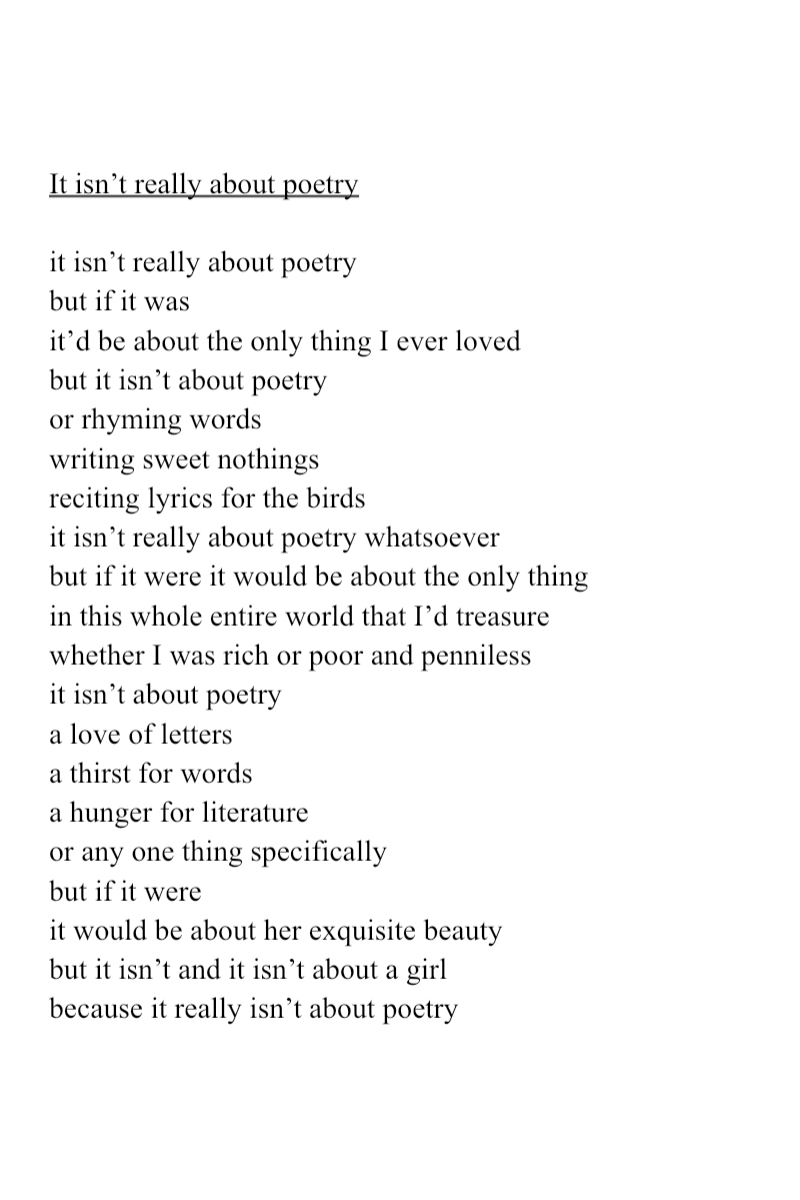 It isn’t really about poetry
it isn’t really about poetry
but if it was
it’d be about the only thing I ever loved
but it isn’t about poetry
or rhyming words
writing sweet nothings
reciting lyrics for the birds
it isn’t really about poetry whatsoever
but if it were it would be about the only thing
in this whole entire world that I’d treasure
whether I was rich or poor and penniless
it isn’t about poetry
a love of letters
a thirst for words
a hunger for literature
or any one thing specifically
but if it were
it would be about her exquisite beauty
but it isn’t and it isn’t about a girl
because it really isn’t about poetry